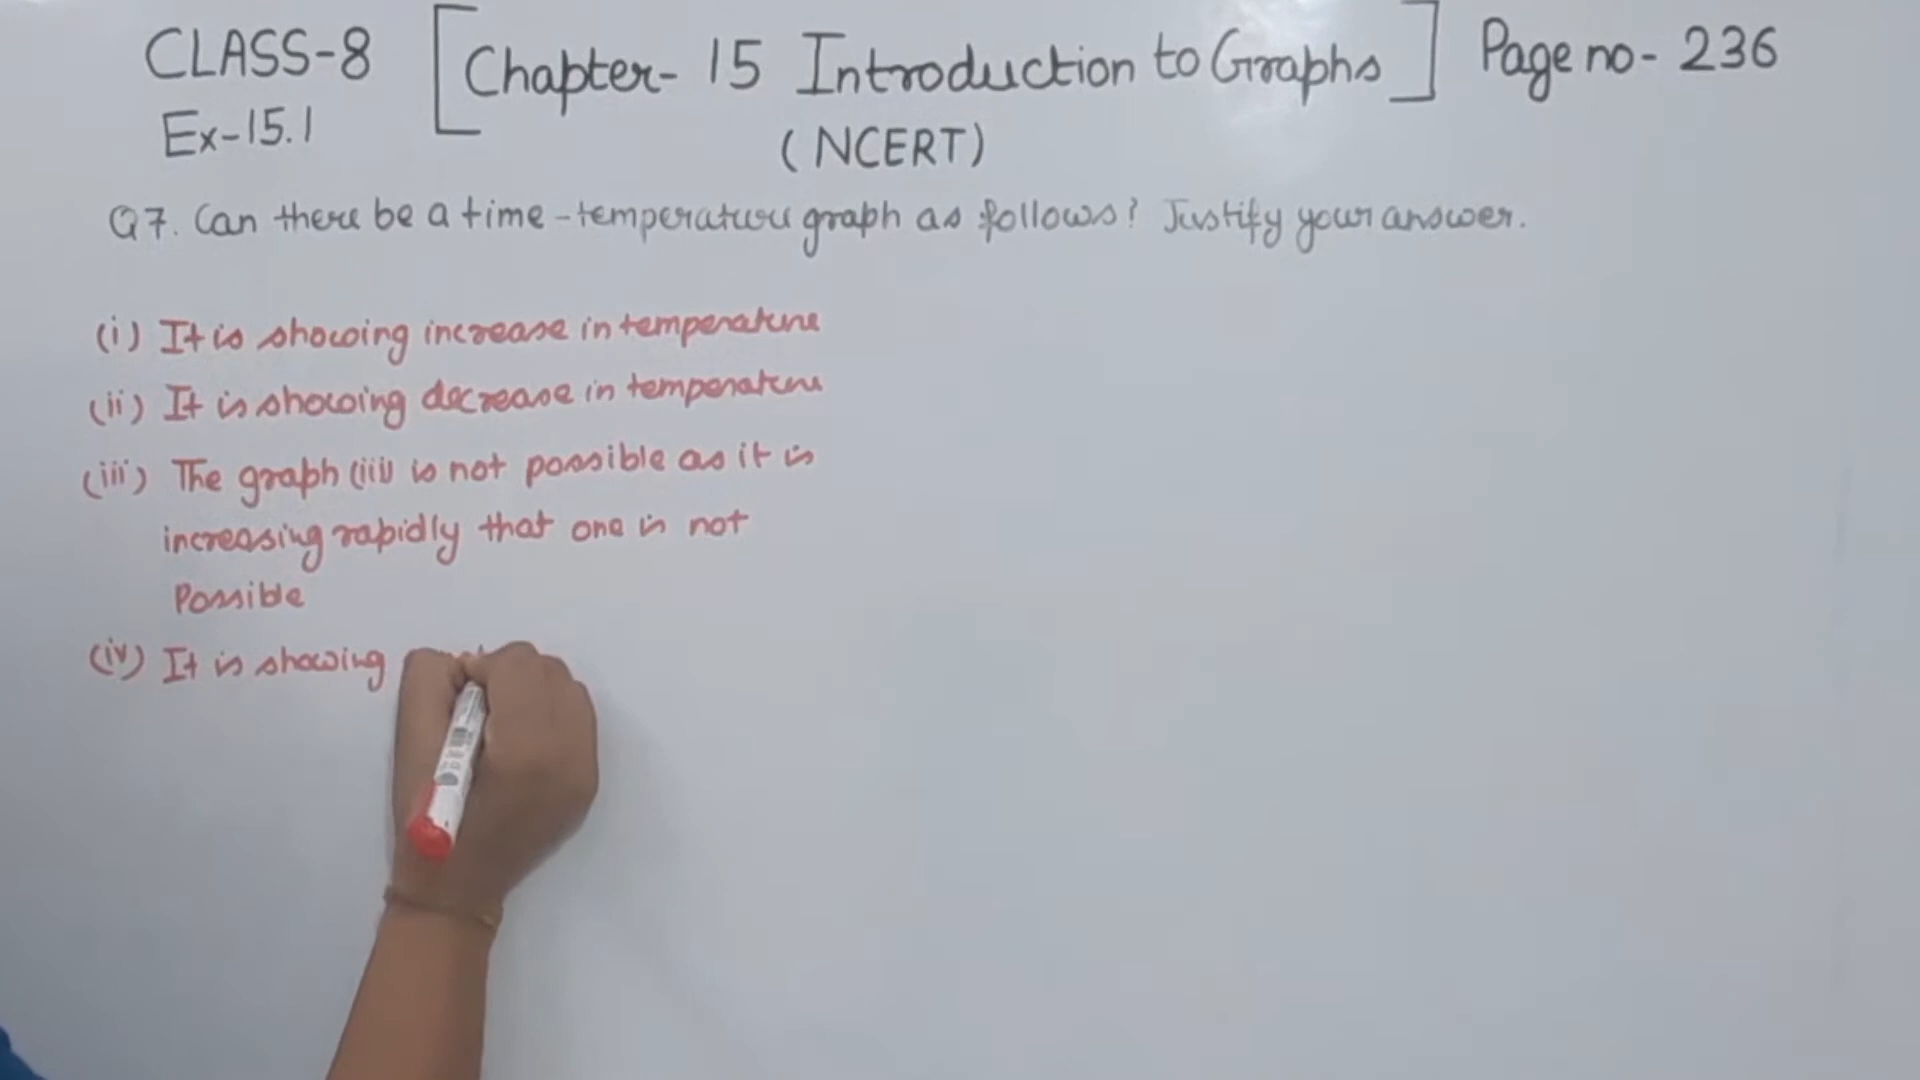 CLASS-8 [Chapter- 15 Introduction to Graphs] Page no- 236
Ex-15.1
(NCERT)
Q7. Can there be a time-temperature graph as follows? Justify your answer.
(i) It is showing increase in temperature
(ii) It is showing decrease in temperature
(iii) The graph (iii) is not possible as it is
increasing rapidly that one is not
Possible
(iv) It is showing